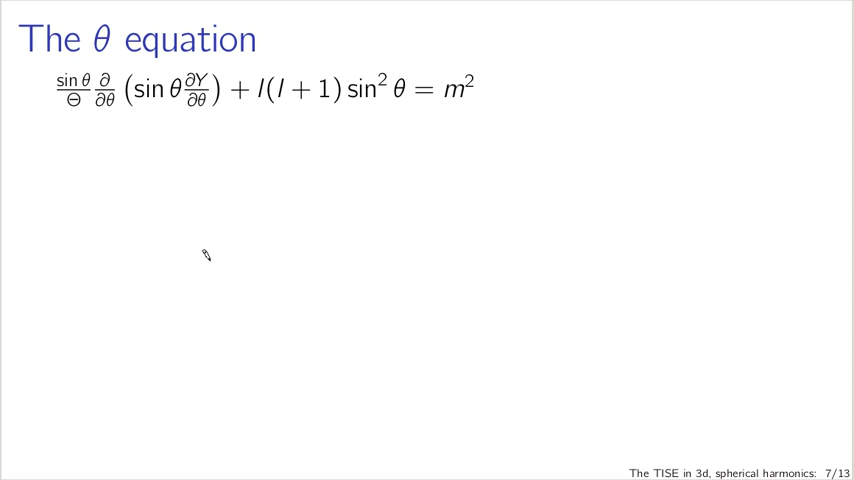 The θ equation
sin θ/Θ ∂/∂θ (sin θ ∂Y/∂θ) + l(l + 1) sin² θ = m²
The TISE in 3d, spherical harmonics: 7/13